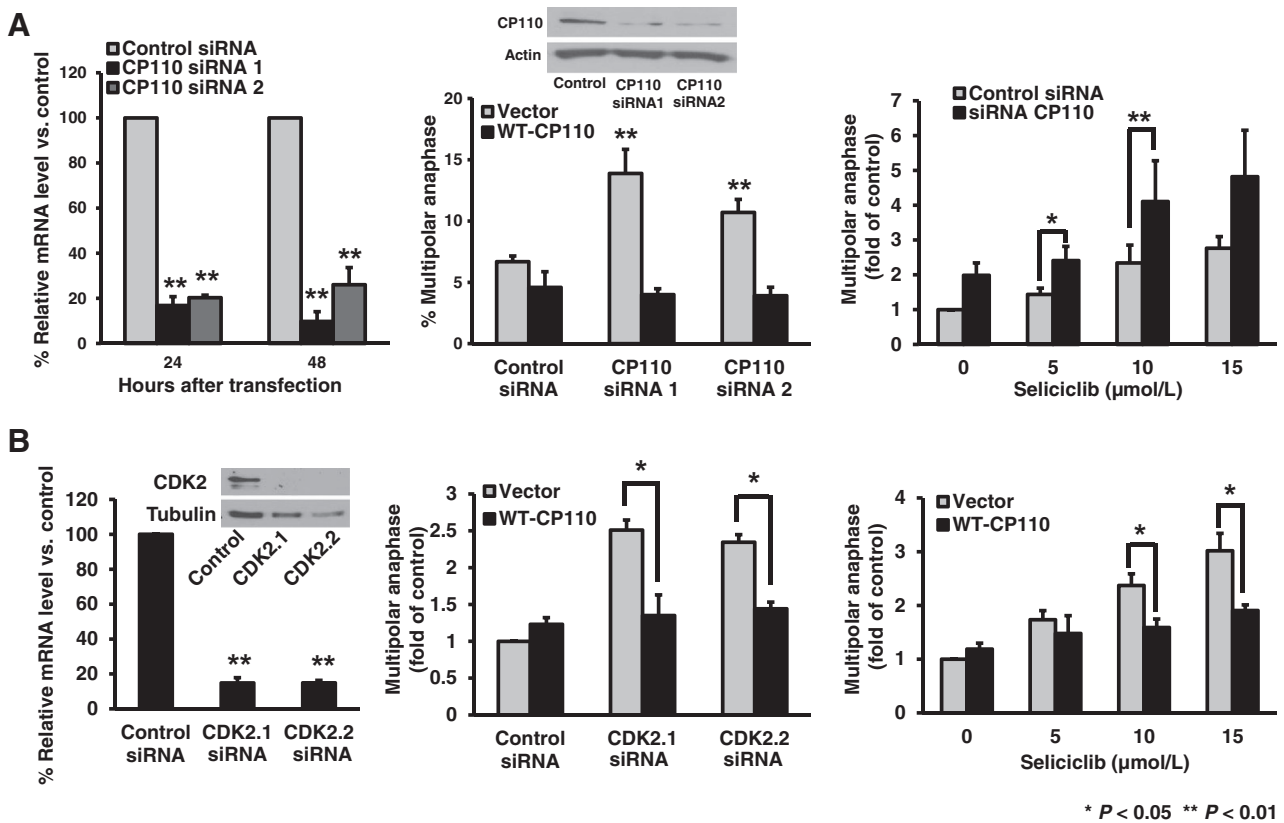 A
Control siRNA
CP110 siRNA 1
CP110 siRNA 2
% Relative mRNA level vs. control
120
100
80
60
40
20
0
** ** ** **
24 48
Hours after transfection
CP110
Actin
Control CP110 siRNA1 CP110 siRNA2
Vector
WT-CP110
% Multipolar anaphase
20
15
10
5
0
** **
Control siRNA CP110 siRNA 1 CP110 siRNA 2
Control siRNA
siRNA CP110
Multipolar anaphase (fold of control)
7
6
5
4
3
2
1
0
* **
0 5 10 15
Seliciclib (μmol/L)
B
% Relative mRNA level vs. control
120
100
80
60
40
20
0
CDK2
Tubulin
Control CDK2.1 CDK2.2
** **
Control siRNA CDK2.1 siRNA CDK2.2 siRNA
Vector
WT-CP110
Multipolar anaphase (fold of control)
3
2.5
2
1.5
1
0.5
0
* *
Control siRNA CDK2.1 siRNA CDK2.2 siRNA
Vector
WT-CP110
Multipolar anaphase (fold of control)
4
3
2
1
0
* *
0 5 10 15
Seliciclib (μmol/L)
* P < 0.05 ** P < 0.01